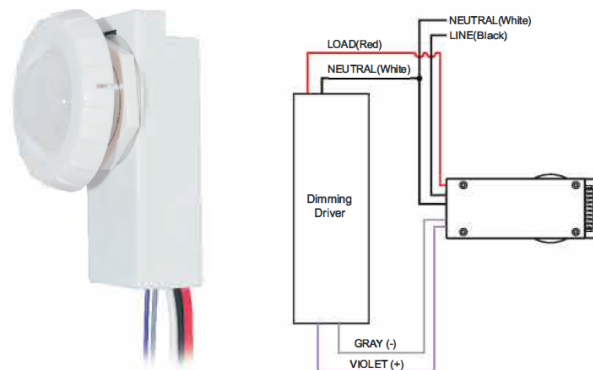 NEUTRAL(White)
LINE(Black)
LOAD(Red)
NEUTRAL(White)
Dimming
Driver
GRAY (-)
VIOLET (+)